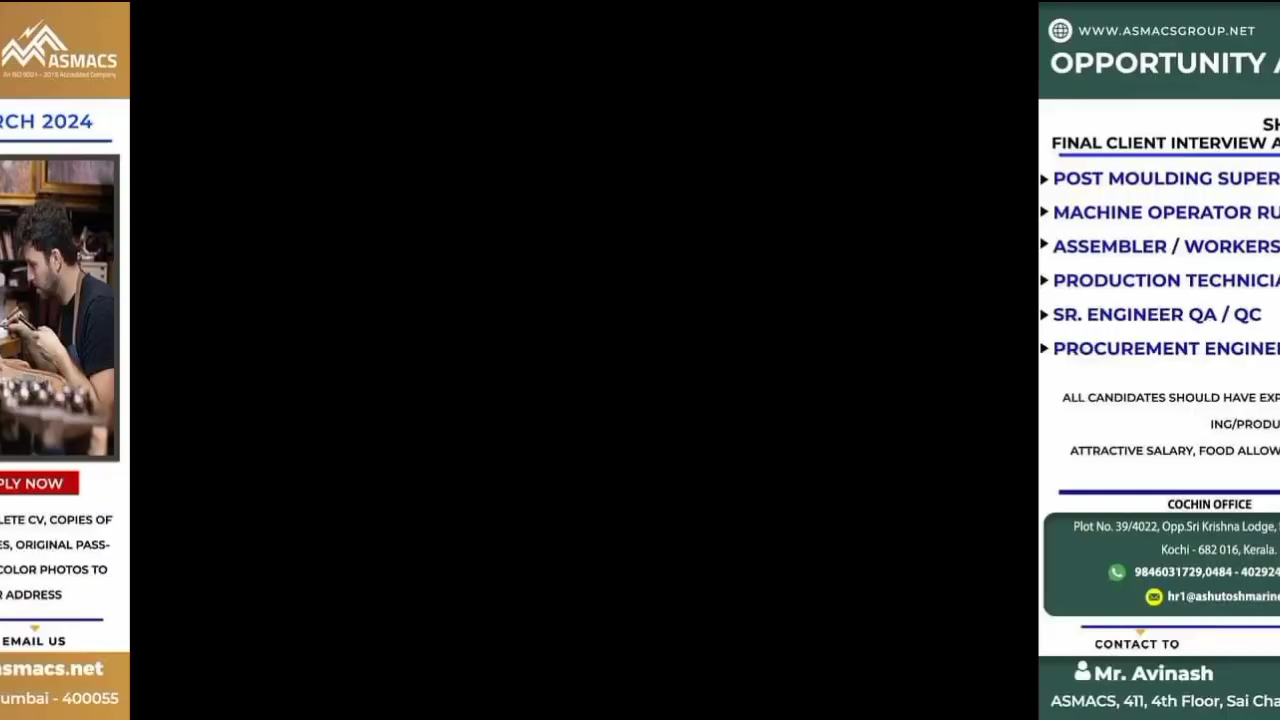 ASMACS
An ISO 9001 - 2015 Accredited Company
RCH 2024
PLY NOW
LETE CV, COPIES OF
ES, ORIGINAL PASS-
COLOR PHOTOS TO
R ADDRESS
EMAIL US
asmacs.net
umbai - 400055
WWW.ASMACSGROUP.NET
OPPORTUNITY A
SH
FINAL CLIENT INTERVIEW A
POST MOULDING SUPER
MACHINE OPERATOR RU
ASSEMBLER / WORKERS
PRODUCTION TECHNICIA
SR. ENGINEER QA / QC
PROCUREMENT ENGINEE
ALL CANDIDATES SHOULD HAVE EXP
ING/PRODU
ATTRACTIVE SALARY, FOOD ALLOW
COCHIN OFFICE
Plot No. 39/4022, Opp.Sri Krishna Lodge,
Kochi - 682 016, Kerala.
9846031729,0484 - 402924
hr1@ashutoshmarine
CONTACT TO
Mr. Avinash
ASMACS, 411, 4th Floor, Sai Cha